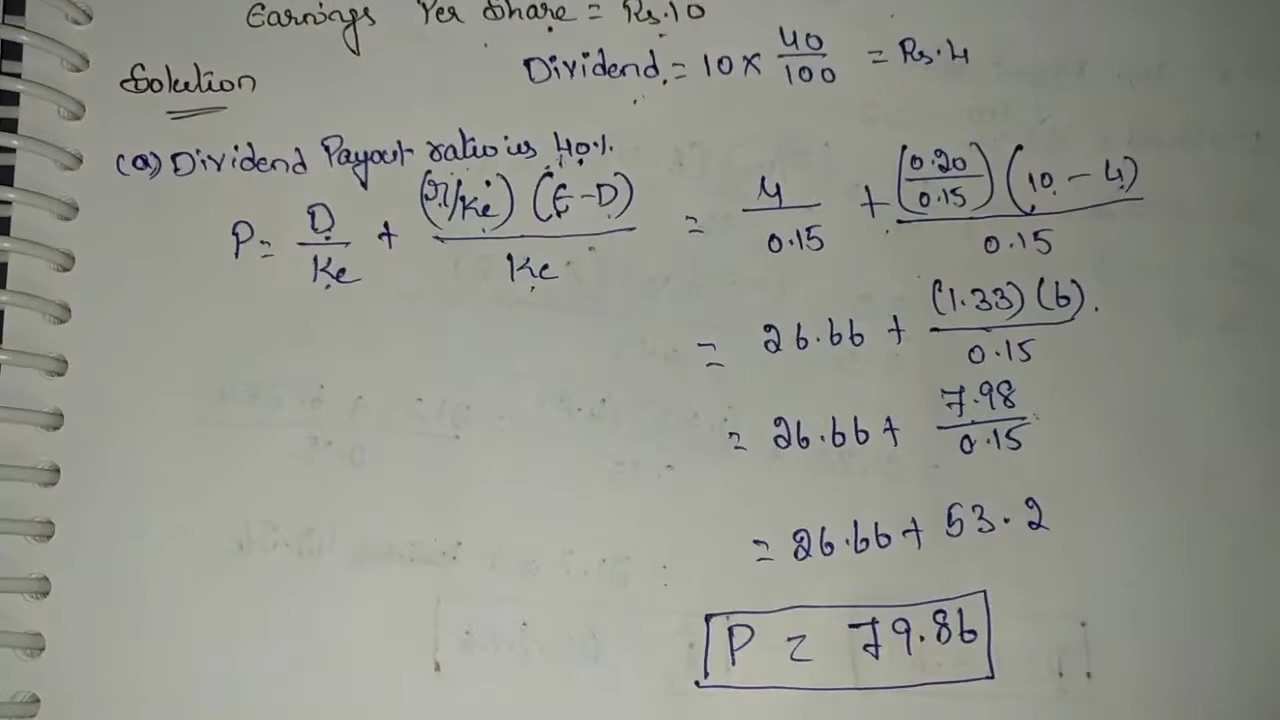 Earnings Per Share = Rs.10
Solution
Dividend = 10 × 40/100 = Rs.4
(a) Dividend Payout ratio is 40%.
P = D/Ke + (r/Ke) (E-D)/Ke = 4/0.15 + (0.20/0.15) (10-4)/0.15
= 26.66 + (1.33) (6)/0.15
= 26.66 + 7.98/0.15
= 26.66 + 53.2
P = 79.86